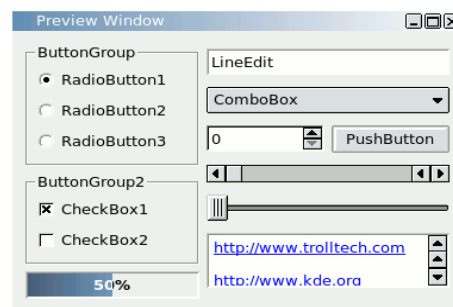 Preview Window
ButtonGroup
RadioButton1
RadioButton2
RadioButton3
ButtonGroup2
CheckBox1
CheckBox2
50%
LineEdit
ComboBox
0
PushButton
http://www.trolltech.com
http://www.kde.org